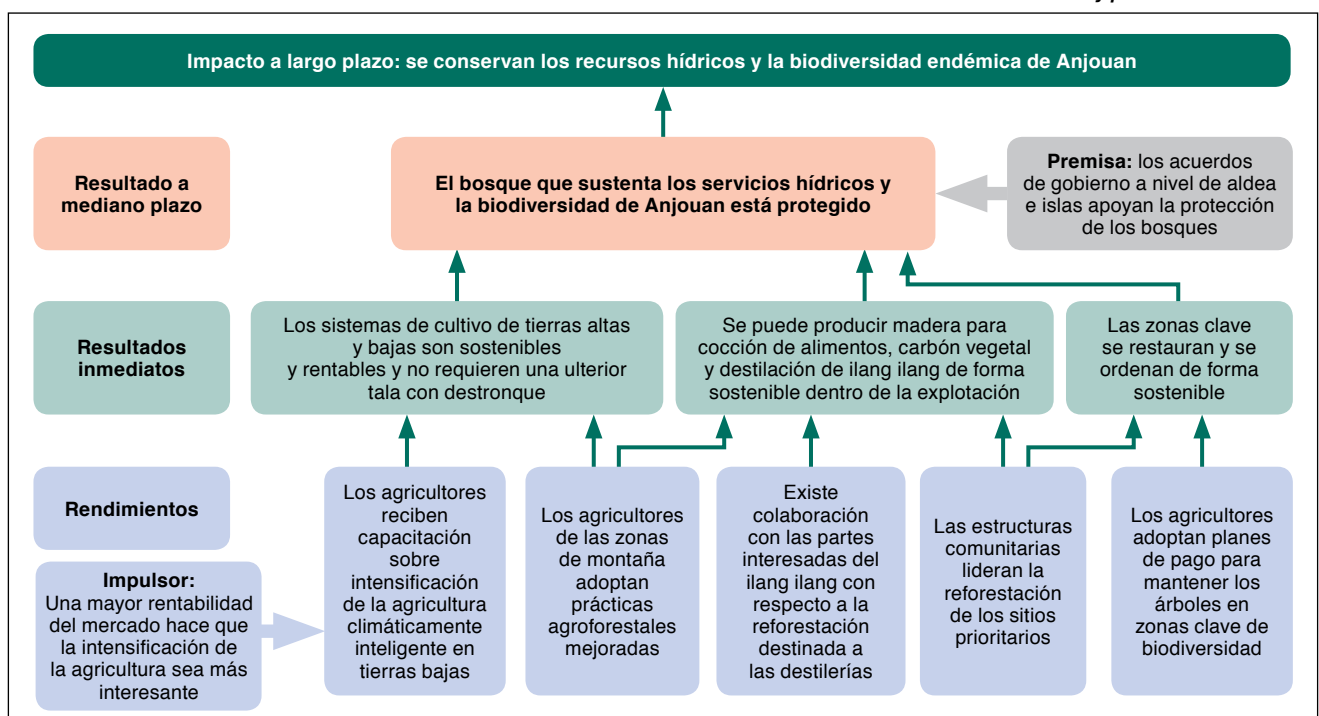 Impacto a largo plazo: se conservan los recursos hídricos y la biodiversidad endémica de Anjouan
Resultado a
mediano plazo
El bosque que sustenta los servicios hídricos y
la biodiversidad de Anjouan está protegido
Premisa: los acuerdos
de gobierno a nivel de aldea
e islas apoyan la protección
de los bosques
Resultados
inmediatos
Los sistemas de cultivo de tierras altas
y bajas son sostenibles
y rentables y no requieren una ulterior
tala con destronque
Se puede producir madera para
cocción de alimentos, carbón vegetal
y destilación de ilang ilang de forma
sostenible dentro de la explotación
Las zonas clave
se restauran y se
ordenan de forma
sostenible
Rendimientos
Impulsor:
Una mayor rentabilidad
del mercado hace que
la intensificación de
la agricultura sea más
interesante
Los agricultores
reciben
capacitación
sobre
intensificación
de la agricultura
climáticamente
inteligente en
tierras bajas
Los agricultores
de las zonas
de montaña
adoptan
prácticas
agroforestales
mejoradas
Existe
colaboración
con las partes
interesadas del
ilang ilang con
respecto a la
reforestación
destinada a
las destilerías
Las estructuras
comunitarias
lideran la
reforestación
de los sitios
prioritarios
Los agricultores
adoptan planes
de pago para
mantener los
árboles en
zonas clave de
biodiversidad